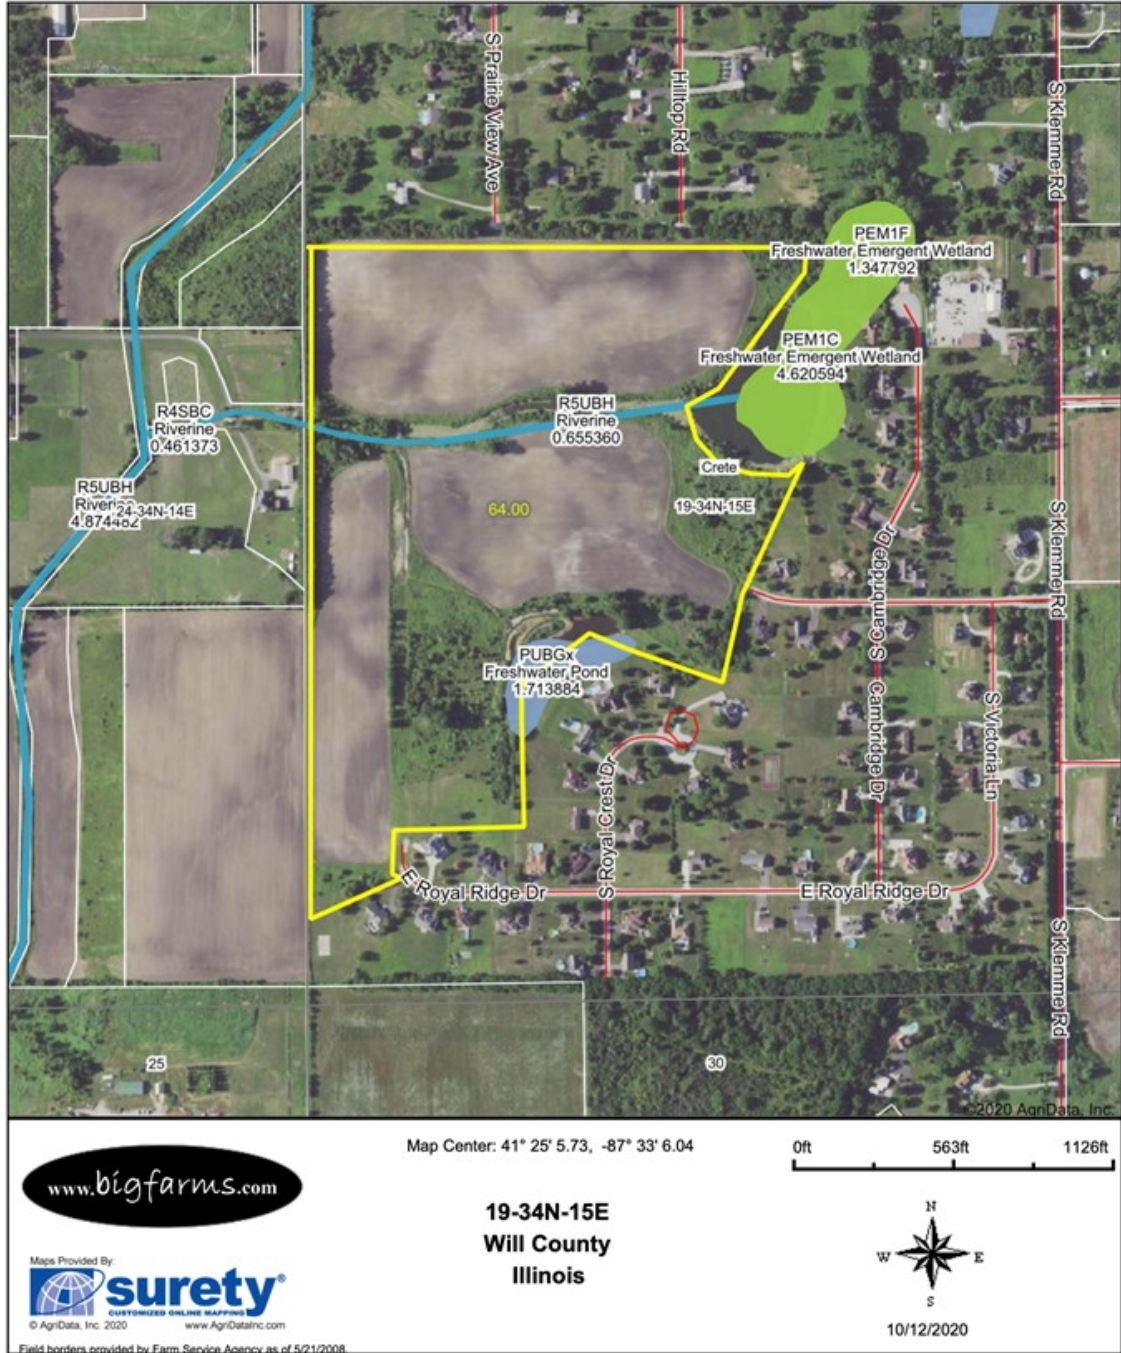 S Prairie View Ave
Hilltop Rd
S Klemme Rd
PEM1F
Freshwater Emergent Wetland
1.347792
PEM1C
Freshwater Emergent Wetland
4.620594
R5UBH
Riverine
0.655360
R4SBC
Riverine
0.461373
Crete
R5UBH
Riverine
24-34N-14E
4.874482
64.00
19-34N-15E
S Klemme Rd
S Cambridge Dr
PUBGx
Freshwater Pond
1.713884
S Cambridge Dr
S Victoria Ln
S Royal Crest Dr
E Royal Ridge Dr
E Royal Ridge Dr
S Klemme Rd
25
30
©2020 AgriData, Inc.
Map Center: 41° 25' 5.73, -87° 33' 6.04
0ft 563ft 1126ft
www.bigfarms.com
19-34N-15E
Will County
Illinois
N
W E
S
Maps Provided By:
surety®
CUSTOMIZED ONLINE MAPPING
© AgriData, Inc. 2020 www.AgriDataInc.com
10/12/2020
Field borders provided by Farm Service Agency as of 5/21/2008.